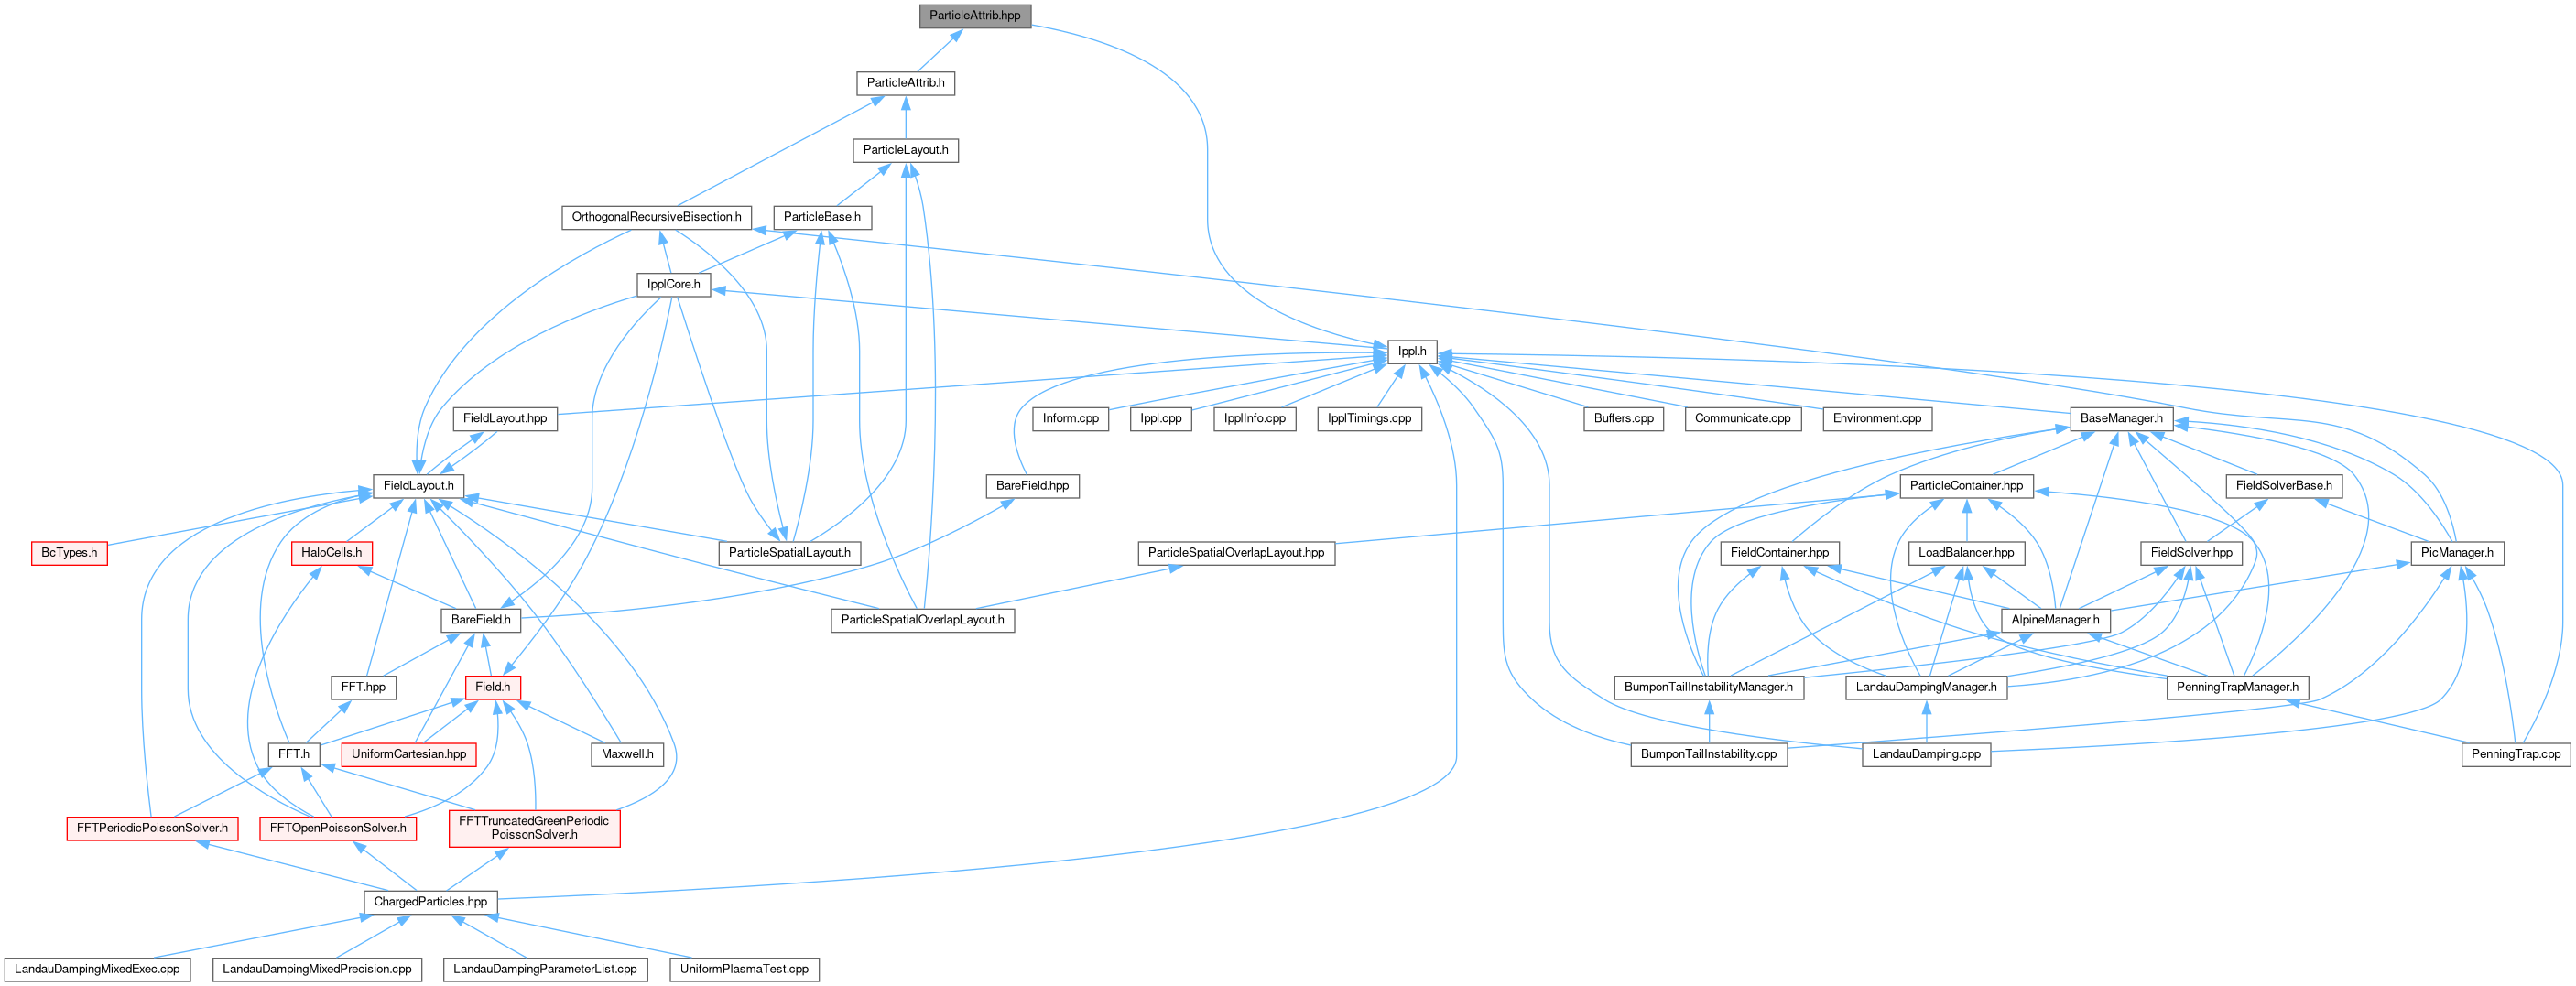 ParticleAttrib.hpp
ParticleAttrib.h
ParticleLayout.h
OrthogonalRecursiveBisection.h
ParticleBase.h
IpplCore.h
Ippl.h
FieldLayout.hpp
Inform.cpp
Ippl.cpp
IpplInfo.cpp
IpplTimings.cpp
Buffers.cpp
Communicate.cpp
Environment.cpp
BaseManager.h
FieldLayout.h
BareField.hpp
ParticleContainer.hpp
FieldSolverBase.h
BcTypes.h
HaloCells.h
ParticleSpatialLayout.h
ParticleSpatialOverlapLayout.hpp
FieldContainer.hpp
LoadBalancer.hpp
FieldSolver.hpp
PicManager.h
BareField.h
ParticleSpatialOverlapLayout.h
AlpineManager.h
FFT.hpp
Field.h
BumponTailInstabilityManager.h
LandauDampingManager.h
PenningTrapManager.h
FFT.h
UniformCartesian.hpp
Maxwell.h
BumponTailInstability.cpp
LandauDamping.cpp
PenningTrap.cpp
FFTPeriodicPoissonSolver.h
FFTOpenPoissonSolver.h
FFTTruncatedGreenPeriodic
PoissonSolver.h
ChargedParticles.hpp
LandauDampingMixedExec.cpp
LandauDampingMixedPrecision.cpp
LandauDampingParameterList.cpp
UniformPlasmaTest.cpp